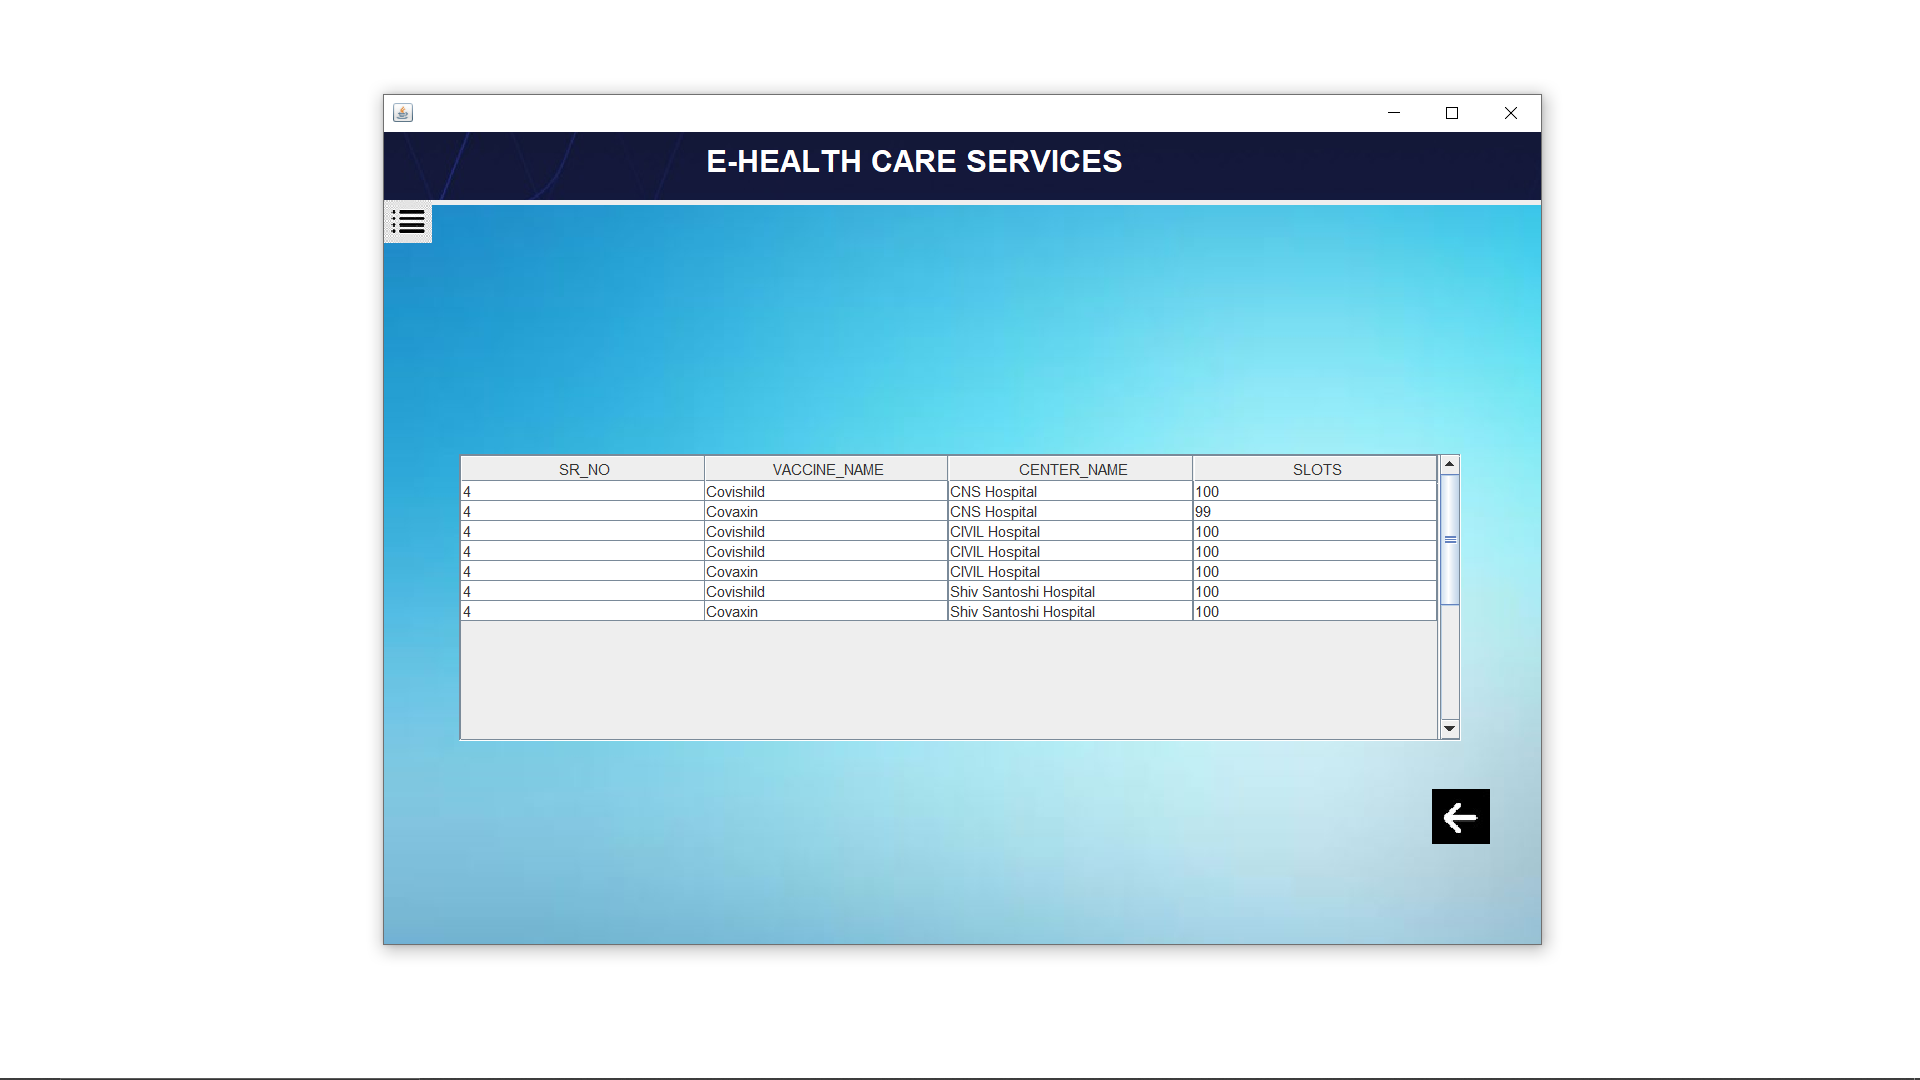 E-HEALTH CARE SERVICES
SR_NO VACCINE_NAME CENTER_NAME SLOTS
4 Covishild CNS Hospital 100
4 Covaxin CNS Hospital 99
4 Covishild CIVIL Hospital 100
4 Covishild CIVIL Hospital 100
4 Covaxin CIVIL Hospital 100
4 Covishild Shiv Santoshi Hospital 100
4 Covaxin Shiv Santoshi Hospital 100